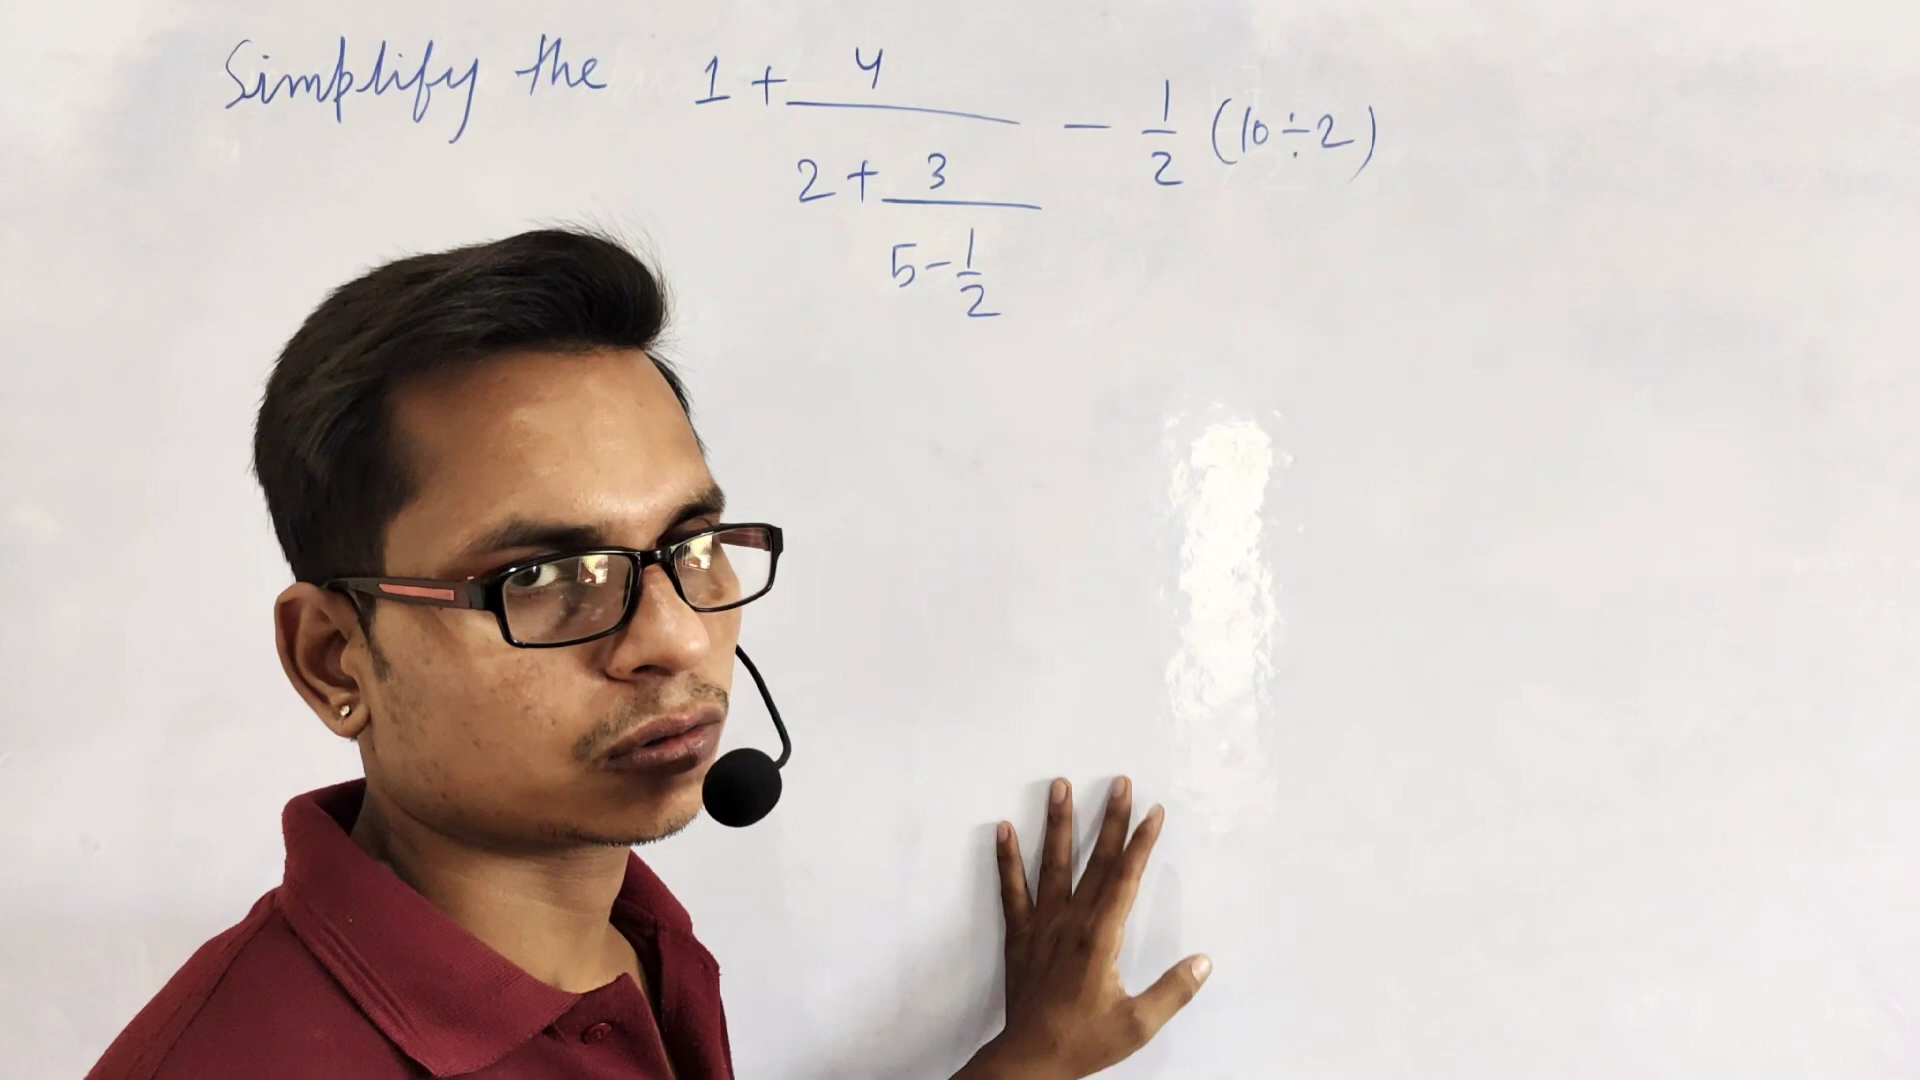 Simplify the 1 + 4 - 1/2 (10 ÷ 2)
2 + 3
5 - 1/2